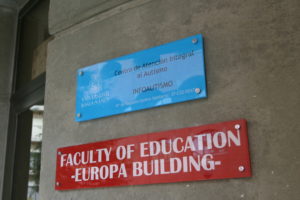 Centro de Atención Integral
al Autismo
INFOAUTISMO
FACULTY OF EDUCATION
-EUROPA BUILDING-